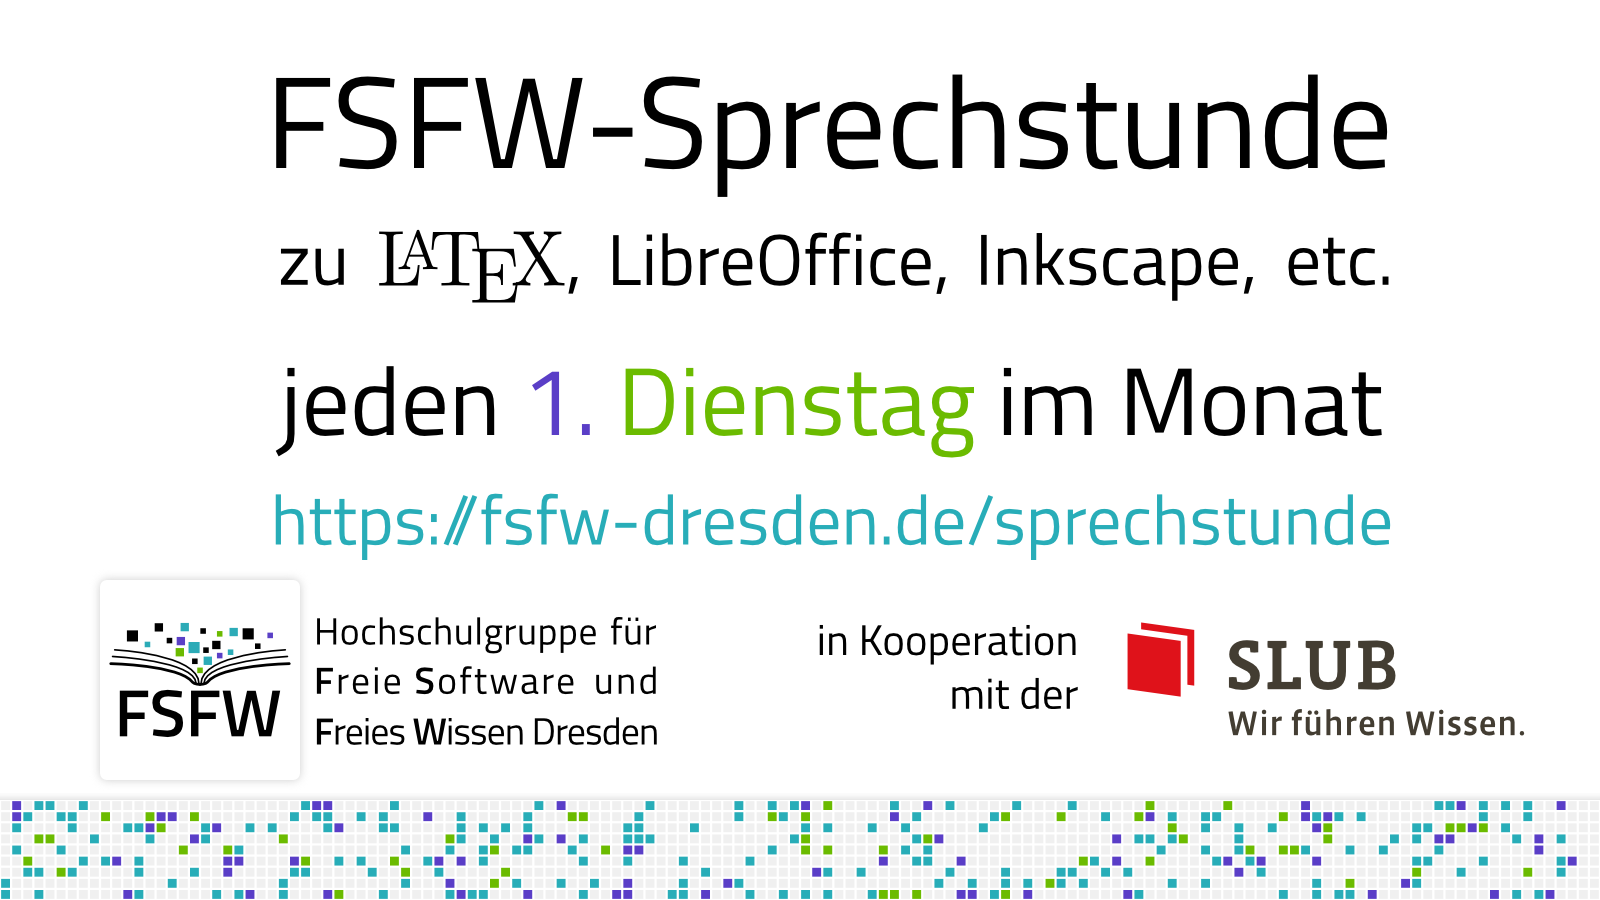 FSFW-Sprechstunde
zu LATEX, LibreOffice, Inkscape, etc.
jeden 1. Dienstag im Monat
https://fsfw-dresden.de/sprechstunde
FSFW
Hochschulgruppe für
Freie Software und
Freies Wissen Dresden
in Kooperation
mit der
SLUB
Wir führen Wissen.